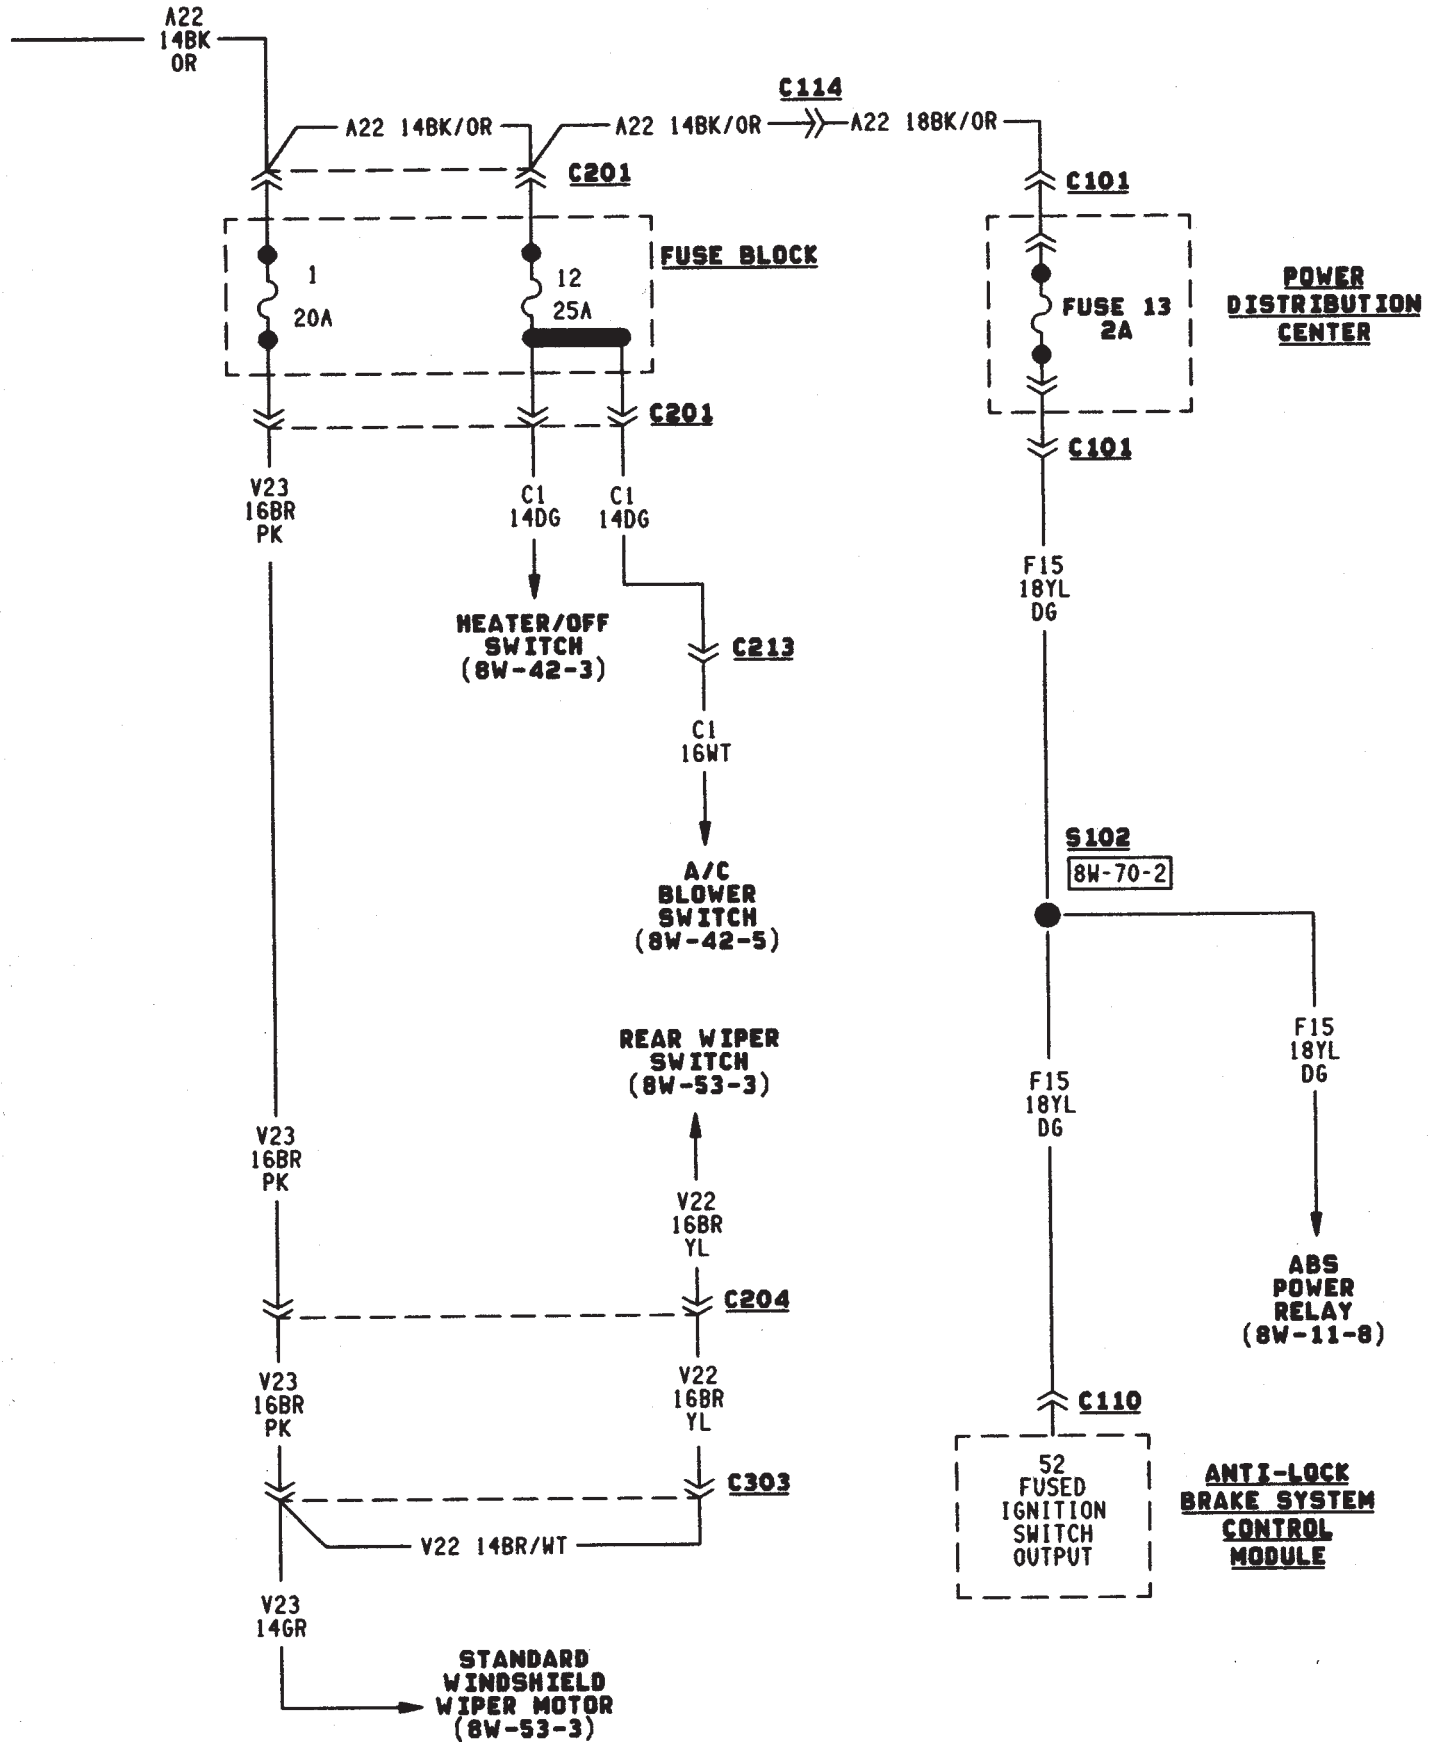 A22
14BK
OR
C114
A22 14BK/OR
A22 14BK/OR
A22 18BK/OR
C201
C101
FUSE BLOCK
1
20A
12
25A
FUSE 13
2A
POWER
DISTRIBUTION
CENTER
C201
C101
V23
16BR
PK
C1
14DG
C1
14DG
F15
18YL
DG
HEATER/OFF
SWITCH
(8W-42-3)
C213
C1
16WT
S102
8W-70-2
A/C
BLOWER
SWITCH
(8W-42-5)
REAR WIPER
SWITCH
(8W-53-3)
F15
18YL
DG
F15
18YL
DG
V23
16BR
PK
V22
16BR
YL
ABS
POWER
RELAY
(8W-11-8)
C204
V23
16BR
PK
V22
16BR
YL
C110
C303
52
FUSED
IGNITION
SWITCH
OUTPUT
ANTI-LOCK
BRAKE SYSTEM
CONTROL
MODULE
V22 14BR/WT
V23
14GR
STANDARD
WINDSHIELD
WIPER MOTOR
(8W-53-3)